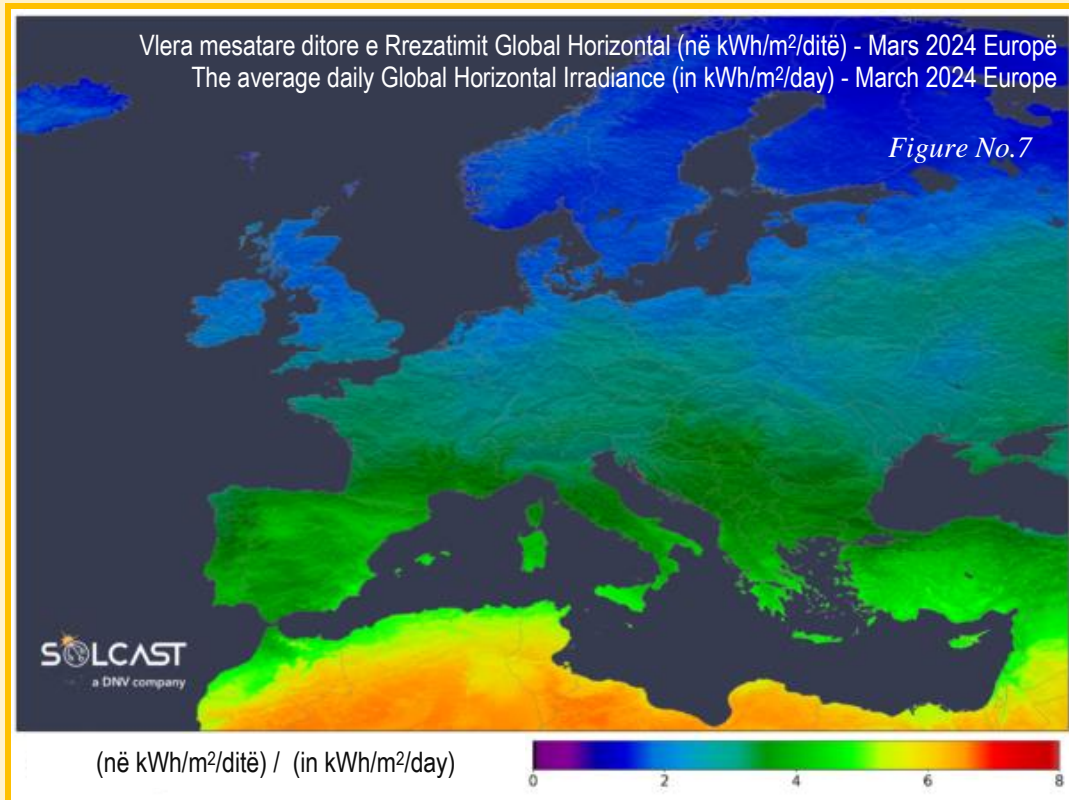 Vlera mesatare ditore e Rrezatimit Global Horizontal (në kWh/m²/ditë) - Mars 2024 Europë
The average daily Global Horizontal Irradiance (in kWh/m²/day) - March 2024 Europe
Figure No.7
SOLCAST
a DNV company
(në kWh/m²/ditë) / (in kWh/m²/day)
0 2 4 6 8